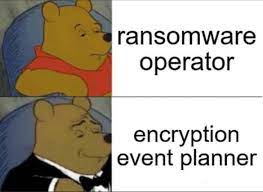 ransomware
operator
encryption
event planner